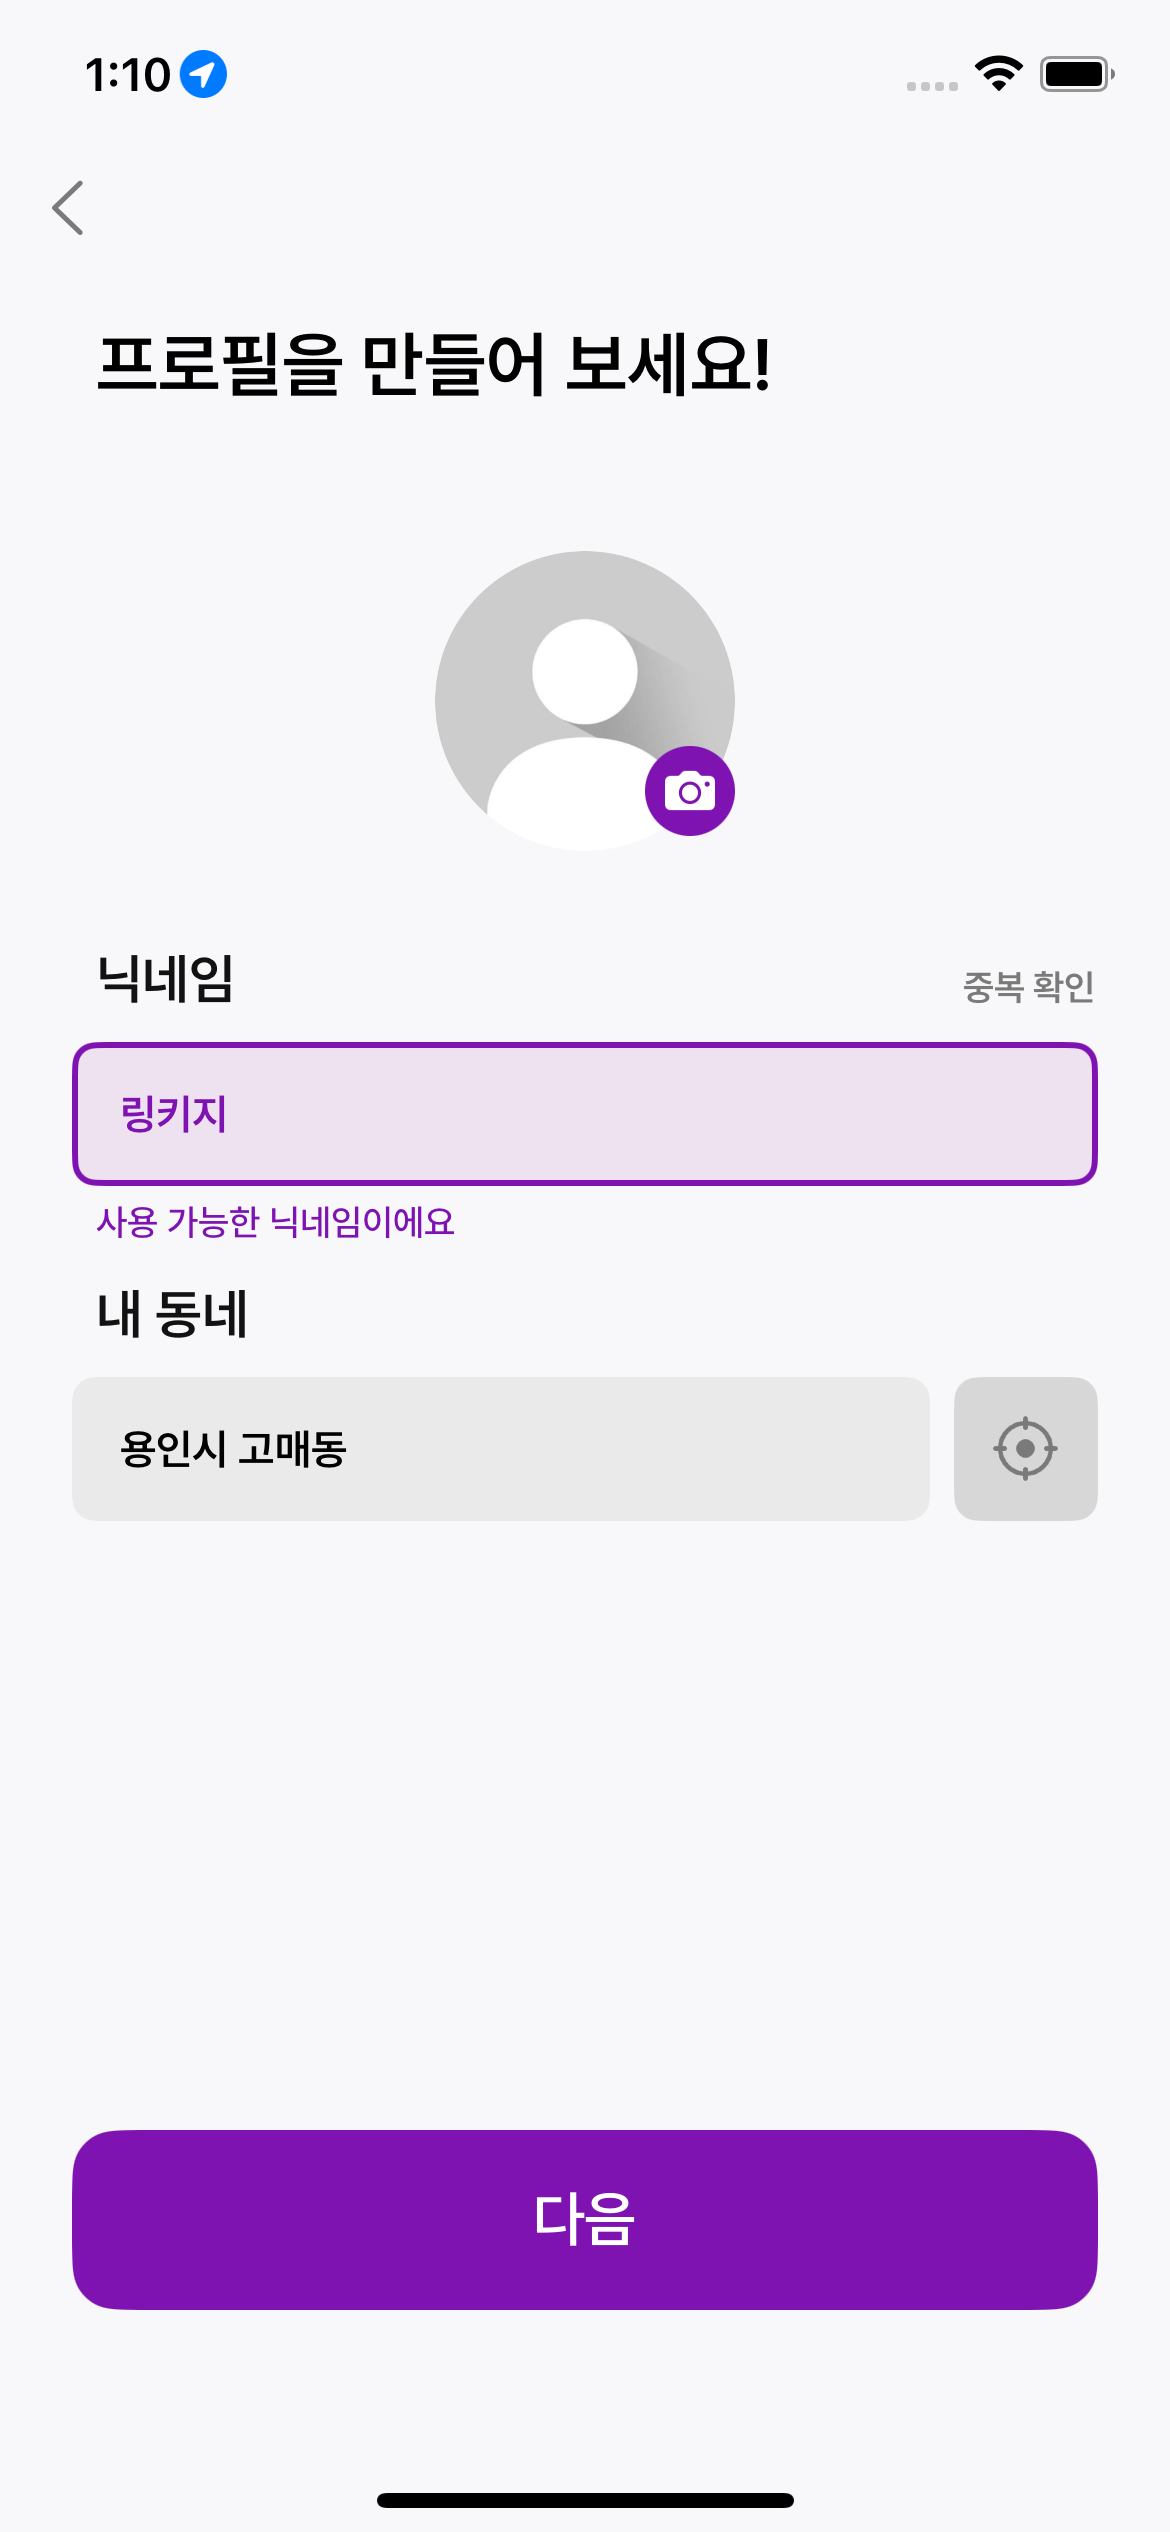 1:10
프로필을 만들어 보세요!
닉네임
중복 확인
링키지
사용 가능한 닉네임이에요
내 동네
용인시 고매동
다음